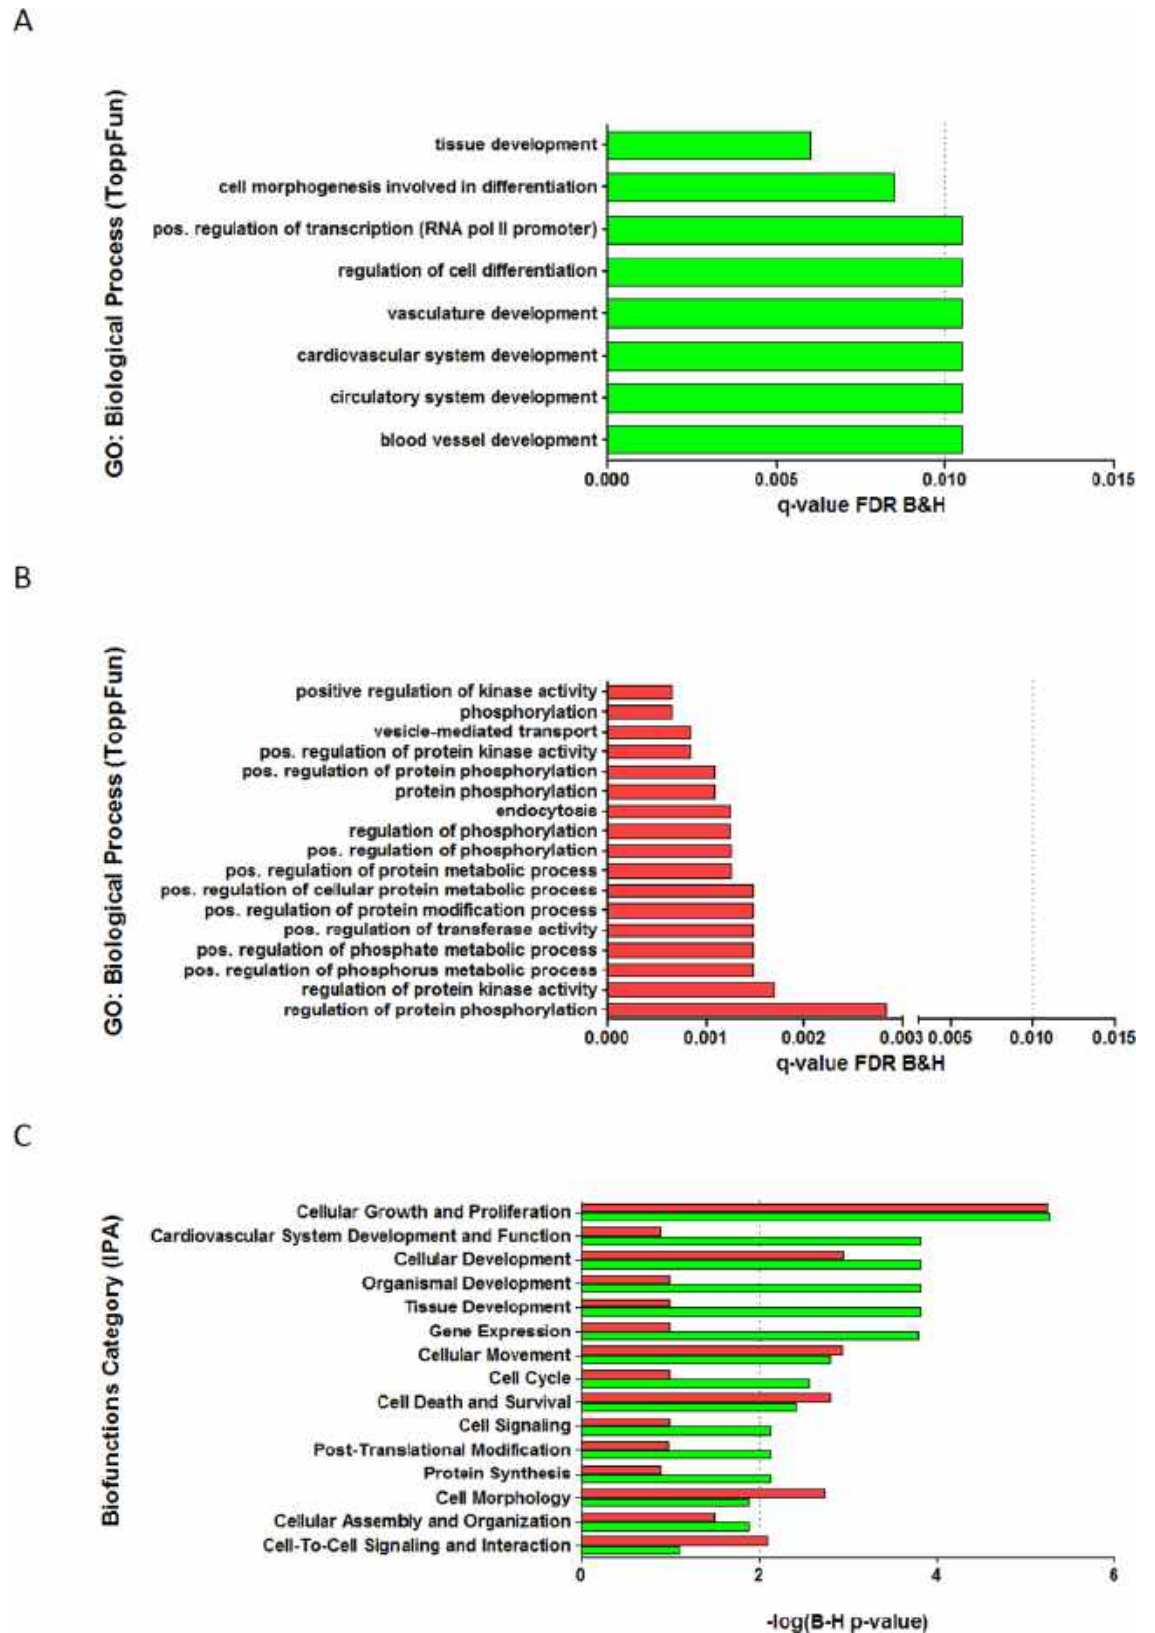 A
GO: Biological Process (ToppFun)
tissue development
cell morphogenesis involved in differentiation
pos. regulation of transcription (RNA pol II promoter)
regulation of cell differentiation
vasculature development
cardiovascular system development
circulatory system development
blood vessel development
0.000 0.005 0.010 0.015
q-value FDR B&H
B
GO: Biological Process (ToppFun)
positive regulation of kinase activity
phosphorylation
vesicle-mediated transport
pos. regulation of protein kinase activity
pos. regulation of protein phosphorylation
protein phosphorylation
endocytosis
regulation of phosphorylation
pos. regulation of phosphorylation
pos. regulation of protein metabolic process
pos. regulation of cellular protein metabolic process
pos. regulation of protein modification process
pos. regulation of transferase activity
pos. regulation of phosphate metabolic process
pos. regulation of phosphorus metabolic process
regulation of protein kinase activity
regulation of protein phosphorylation
0.000 0.001 0.002 0.003 0.005 0.010 0.015
q-value FDR B&H
C
Biofunctions Category (IPA)
Cellular Growth and Proliferation
Cardiovascular System Development and Function
Cellular Development
Organismal Development
Tissue Development
Gene Expression
Cellular Movement
Cell Cycle
Cell Death and Survival
Cell Signaling
Post-Translational Modification
Protein Synthesis
Cell Morphology
Cellular Assembly and Organization
Cell-To-Cell Signaling and Interaction
0 2 4 6
-log(B-H p-value)